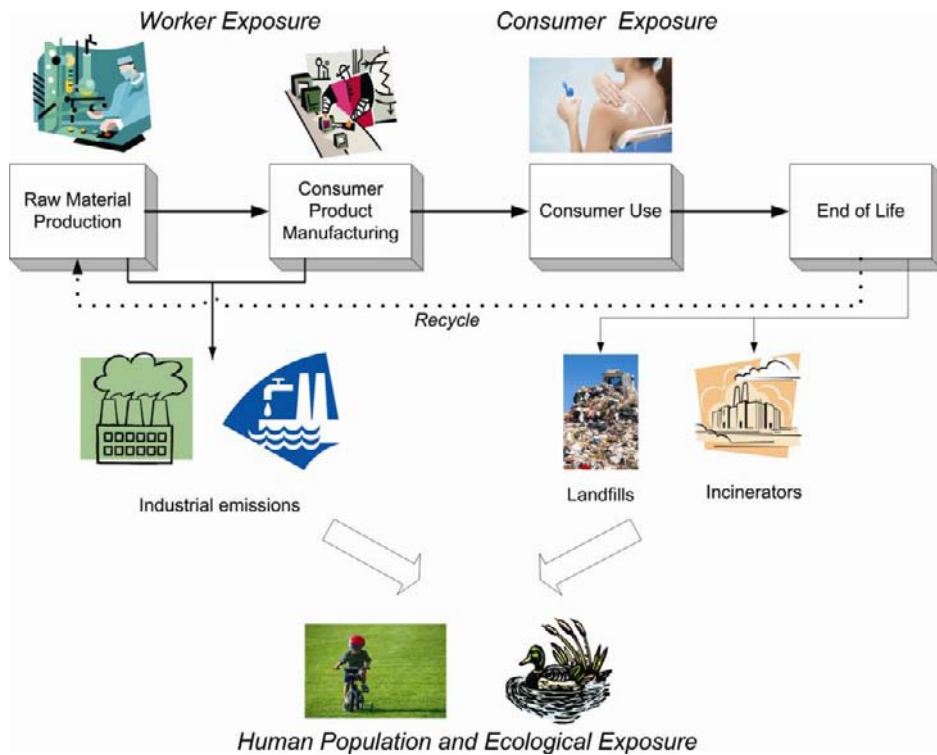 Worker Exposure
Consumer Exposure
Raw Material
Production
Consumer
Product
Manufacturing
Consumer Use
End of Life
Recycle
Industrial emissions
Landfills
Incinerators
Human Population and Ecological Exposure